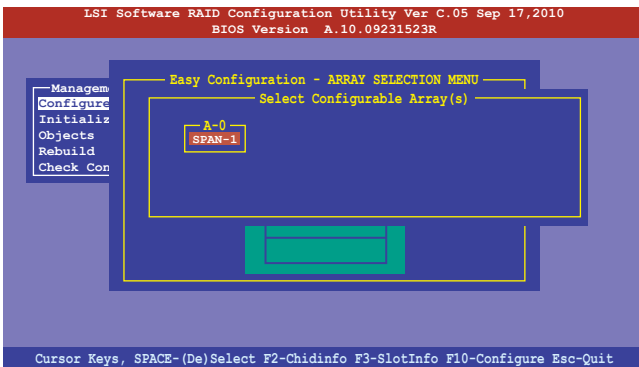 LSI Software RAID Configuration Utility Ver C.05 Sep 17,2010
BIOS Version A.10.09231523R
Easy Configuration - ARRAY SELECTION MENU
Managem
Select Configurable Array(s)
Configure
Initializ
A-0
Objects
SPAN-1
Rebuild
Check Con
Cursor Keys, SPACE-(De)Select F2-Chidinfo F3-SlotInfo F10-Configure Esc-Quit